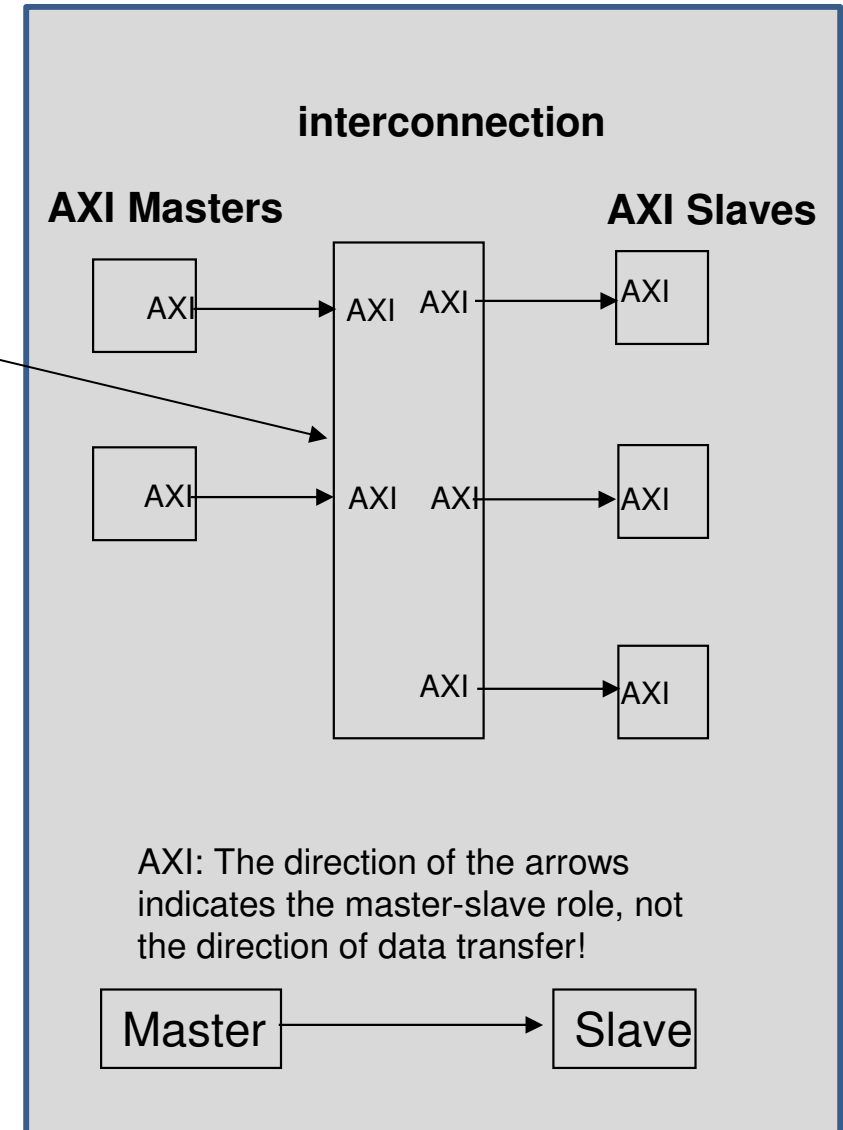 interconnection
AXI Masters
AXI Slaves
AXI
AXI
AXI
AXI
AXI
AXI
AXI
AXI
AXI
AXI
AXI: The direction of the arrows
indicates the master-slave role, not
the direction of data transfer!
Master
Slave